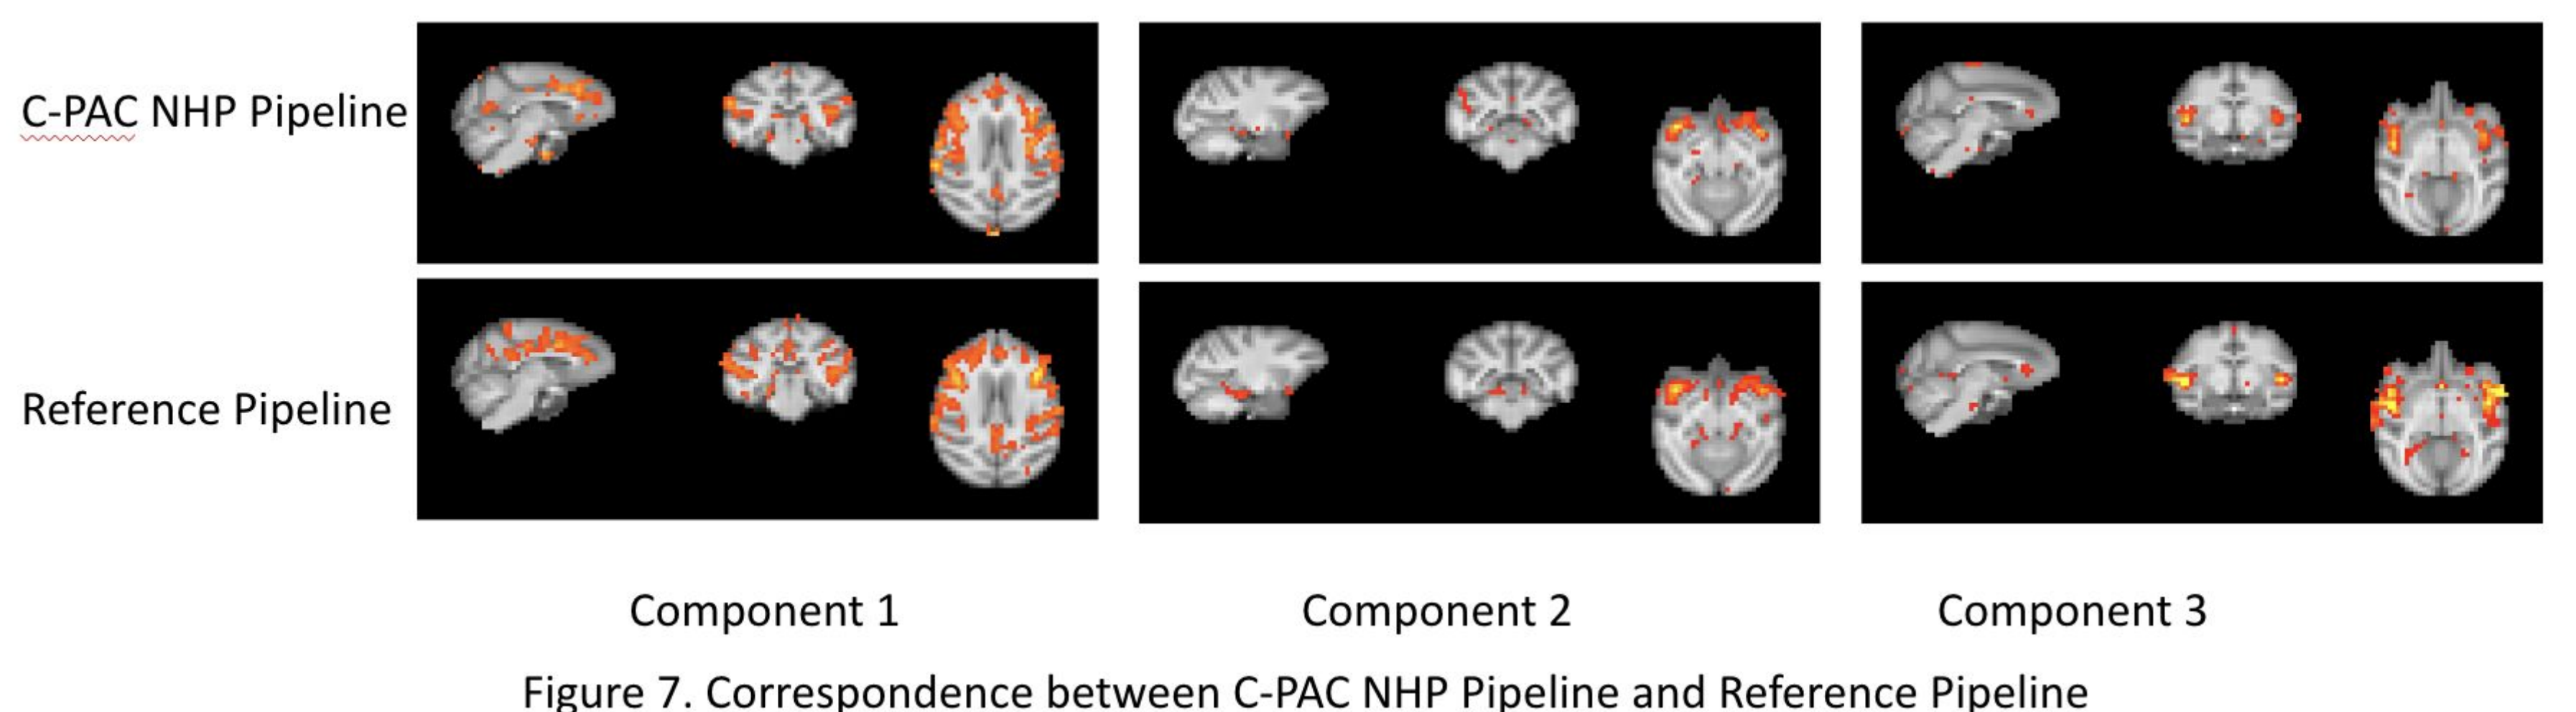 C-PAC NHP Pipeline
Reference Pipeline
Component 1
Component 2
Component 3
Figure 7. Correspondence between C-PAC NHP Pipeline and Reference Pipeline